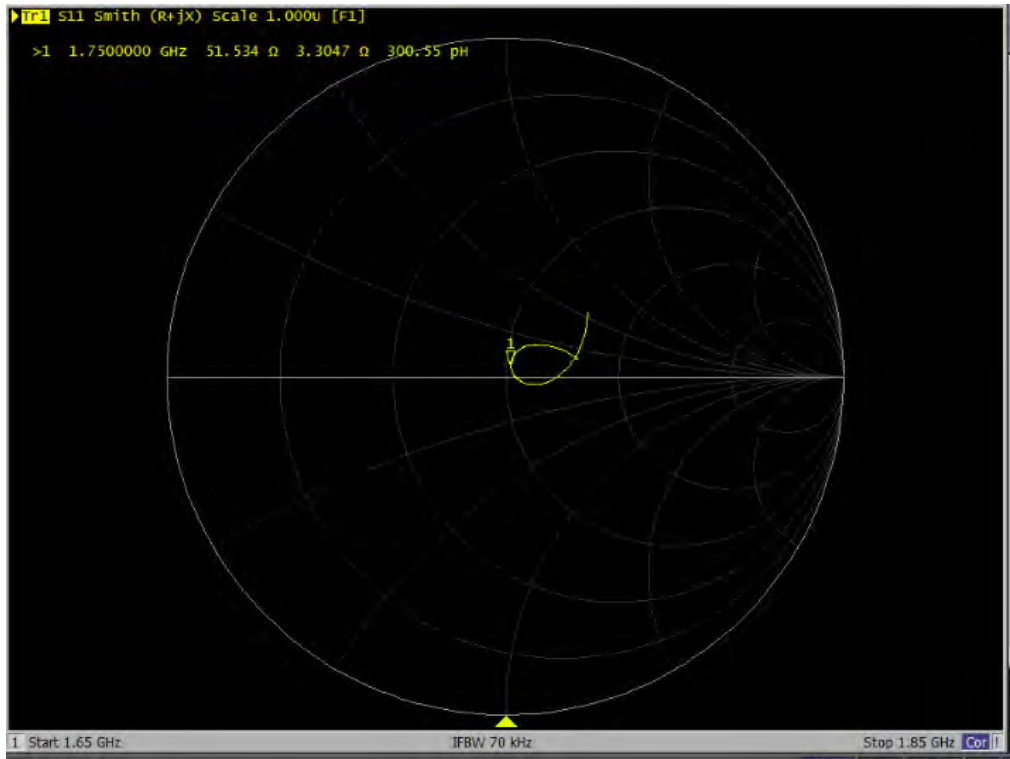 Tr1 S11 Smith (R+jX) Scale 1.000U [F1]
>1 1.7500000 GHz 51.534 Ω 3.3047 Ω 300.55 pH
1
1 Start 1.65 GHz IFBW 70 kHz Stop 1.85 GHz Cor !